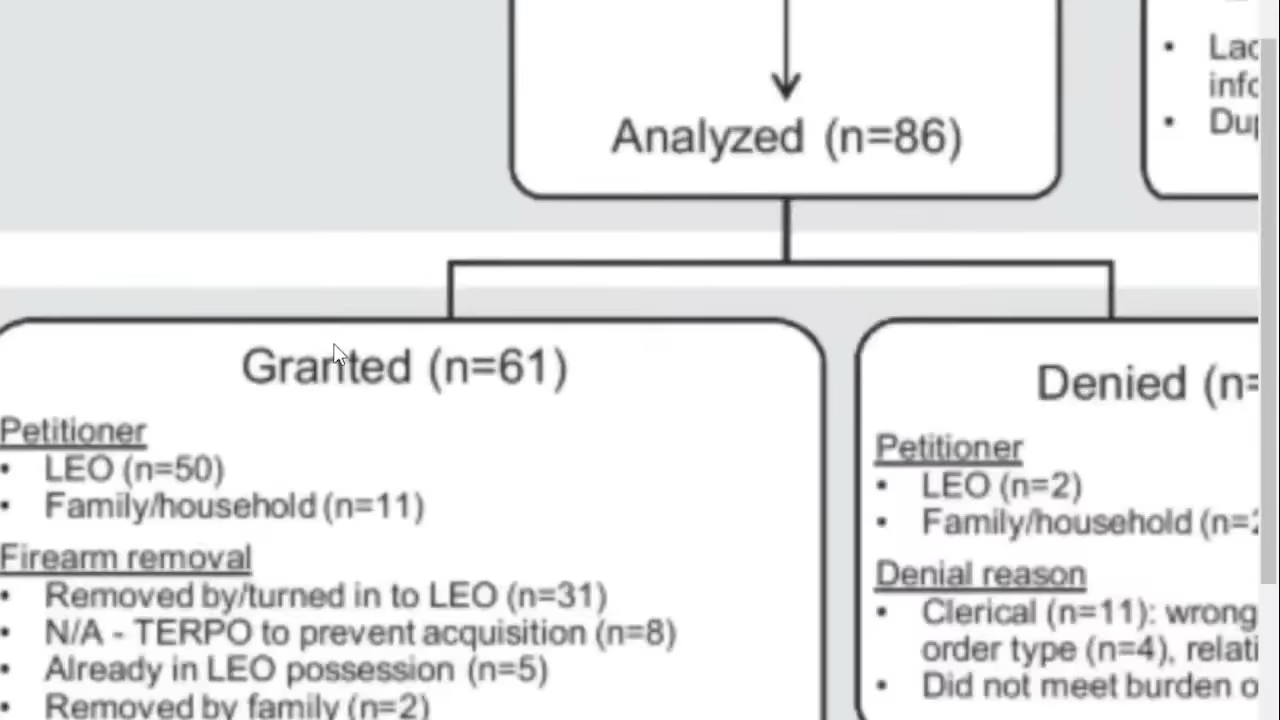 Analyzed (n=86)
Granted (n=61)
Petitioner
• LEO (n=50)
• Family/household (n=11)
Firearm removal
• Removed by/turned in to LEO (n=31)
• N/A - TERPO to prevent acquisition (n=8)
• Already in LEO possession (n=5)
• Removed by family (n=2)
Denied (n=
Petitioner
• LEO (n=2)
• Family/household (n=2
Denial reason
• Clerical (n=11): wrong
order type (n=4), relati
• Did not meet burden o